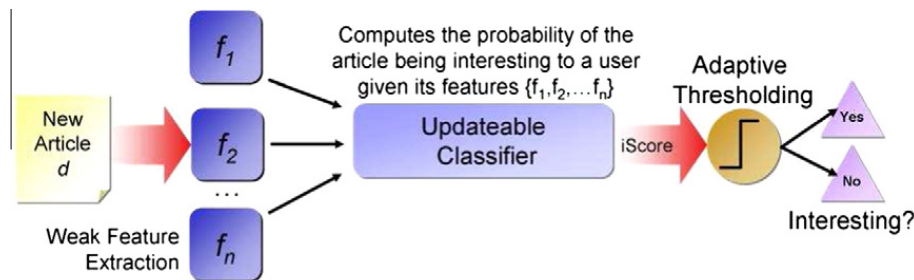 New
Article
d
f1
f2
...
fn
Weak Feature
Extraction
Computes the probability of the
article being interesting to a user
given its features {f1,f2,...fn}
Updateable
Classifier
iScore
Adaptive
Thresholding
Yes
No
Interesting?